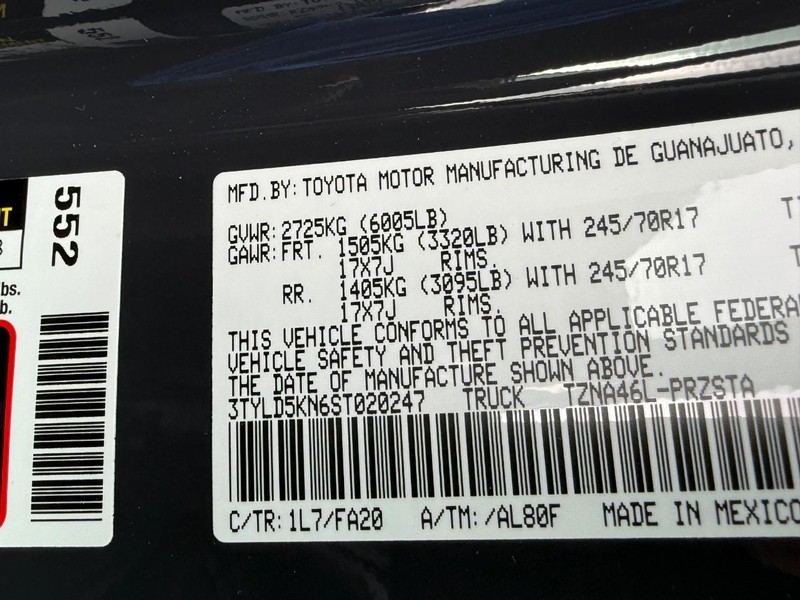 552
bs.
b.
MFD.BY: TOYOTA MOTOR MANUFACTURING DE GUANAJUATO,
GVWR: 2725KG (6005LB)
GAWR: FRT. 1505KG (3320LB) WITH 245/70R17
17X7J RIMS.
RR. 1405KG (3095LB) WITH 245/70R17
17X7J RIMS.
THIS VEHICLE CONFORMS TO ALL APPLICABLE FEDERA
VEHICLE SAFETY AND THEFT PREVENTION STANDARDS
THE DATE OF MANUFACTURE SHOWN ABOVE.
3TYLD5KN6ST020247 TRUCK TZNA46L-PRZSTA
C/TR: 1L7/FA20 A/TM: /AL80F MADE IN MEXICO